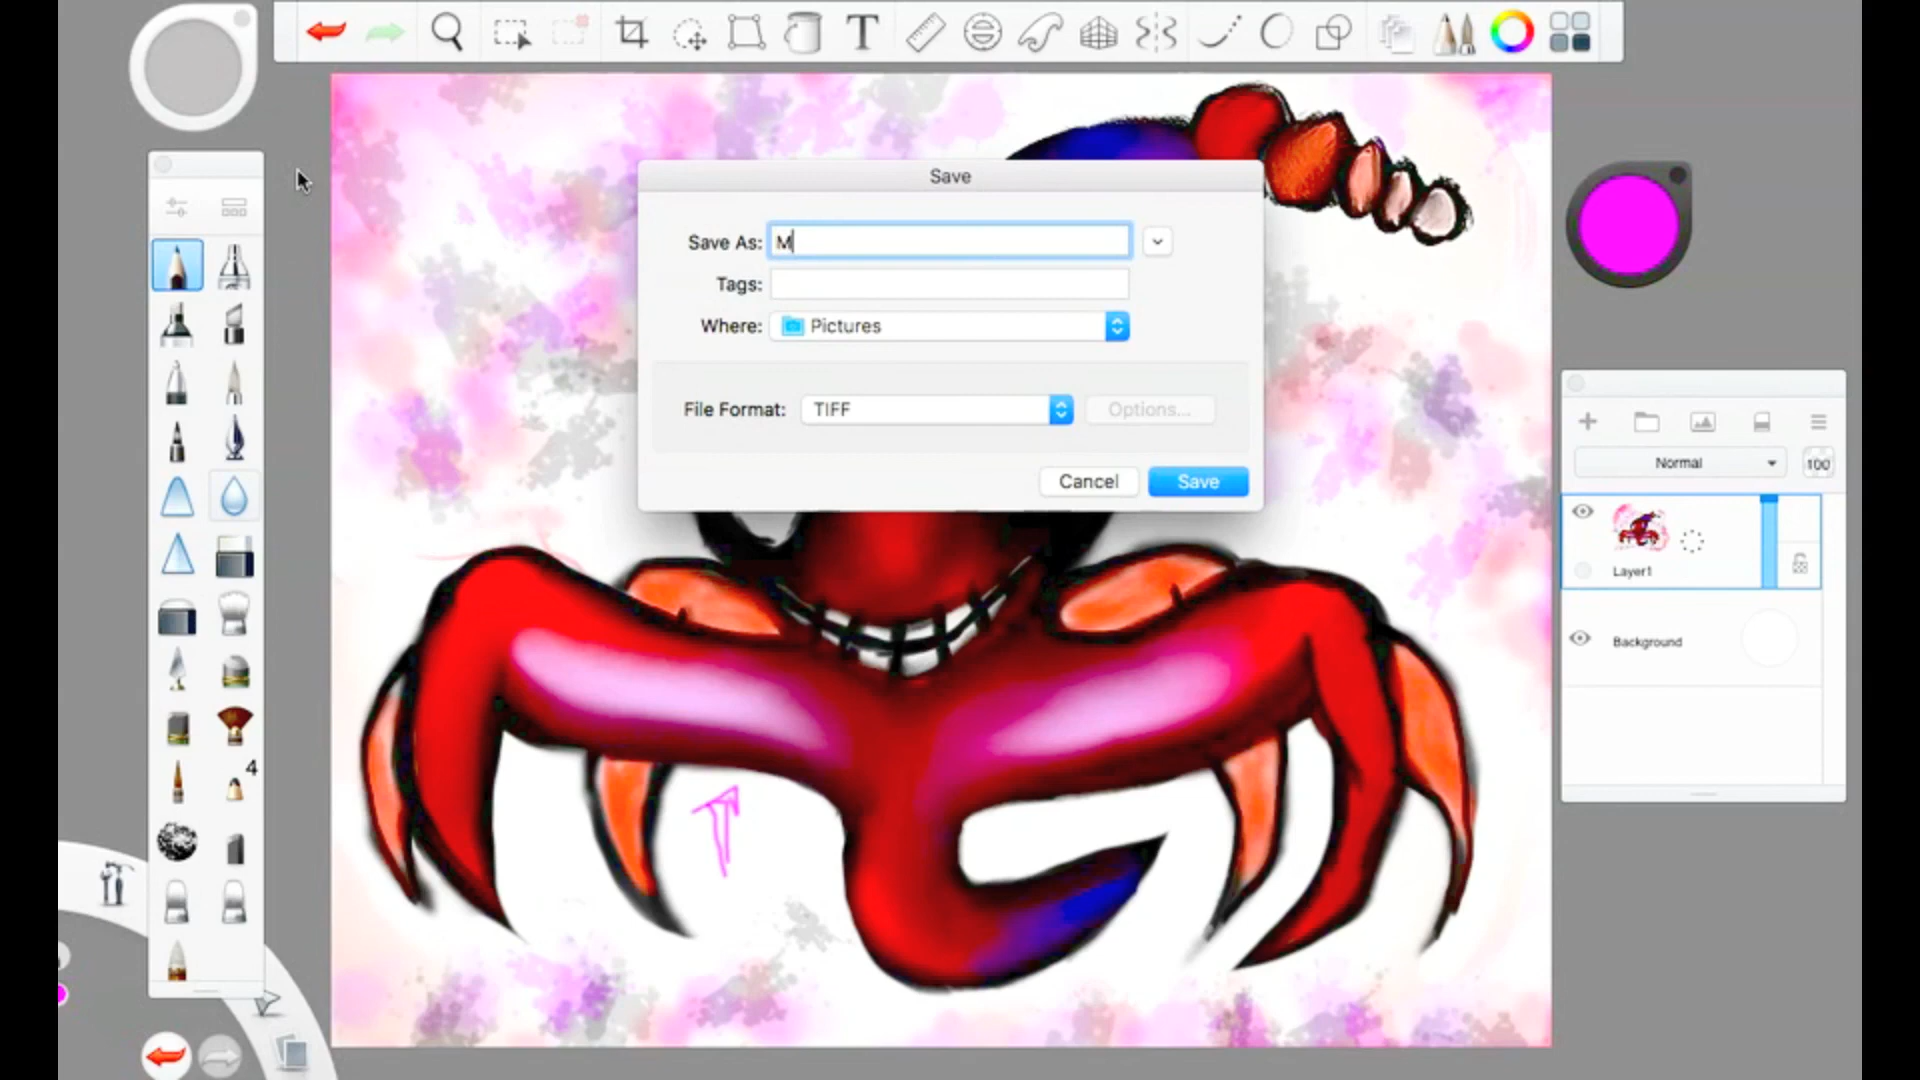 T
Save
Save As: M
Tags:
Where: Pictures
File Format: TIFF Options...
Cancel Save
Normal 100
Layer1
Background
4